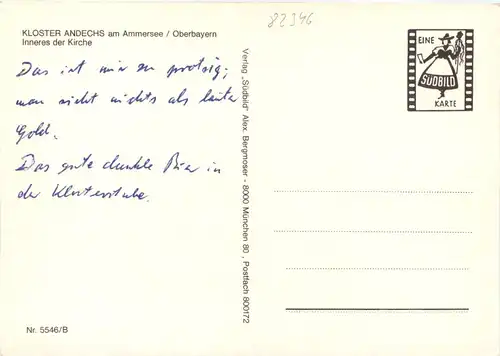 KLOSTER ANDECHS am Ammersee / Oberbayern
Inneres der Kirche
82346
Das ist mir zu protzig;
man sieht nichts als lauter
Gold.
Das gute dunkle Bier in
der Klosterstube.
Verlag „Südbild" Alex. Bergmoser - 8000 München 80 , Postfach 800172
EINE
SÜDBILD
KARTE
Nr. 5546/B